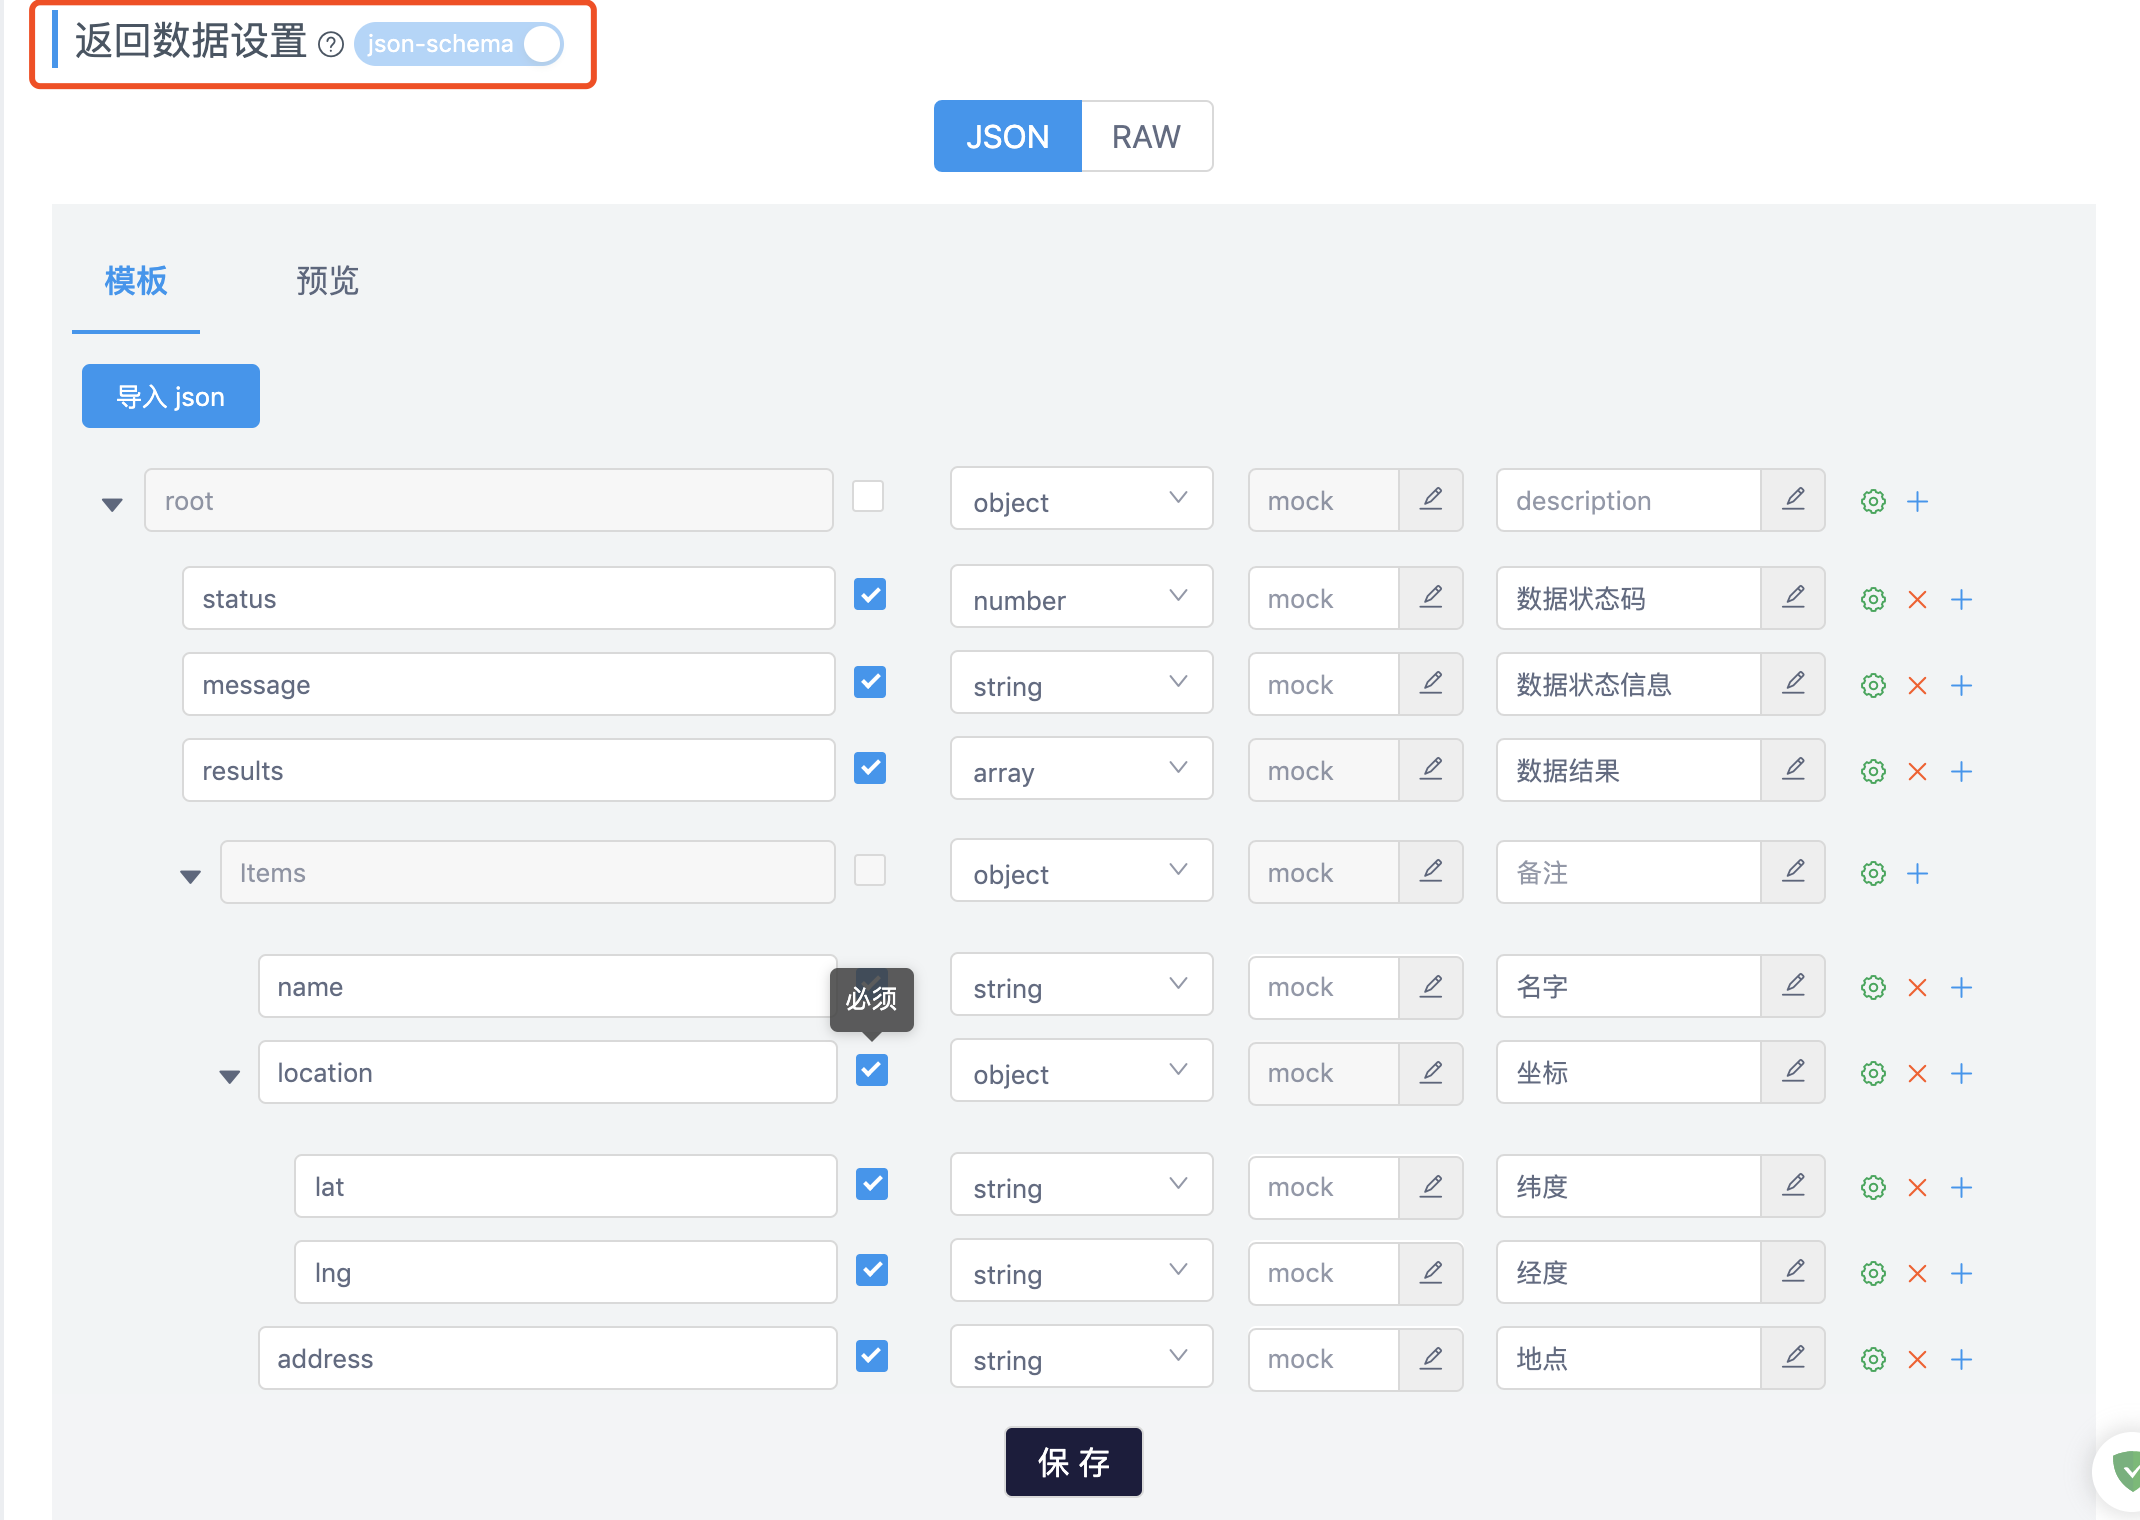 返回数据设置 ? json-schema
JSON RAW
模板 预览
导入 json
root object mock description
status number mock 数据状态码
message string mock 数据状态信息
results array mock 数据结果
Items object mock 备注
name string mock 名字
必须
location object mock 坐标
lat string mock 纬度
lng string mock 经度
address string mock 地点
保 存